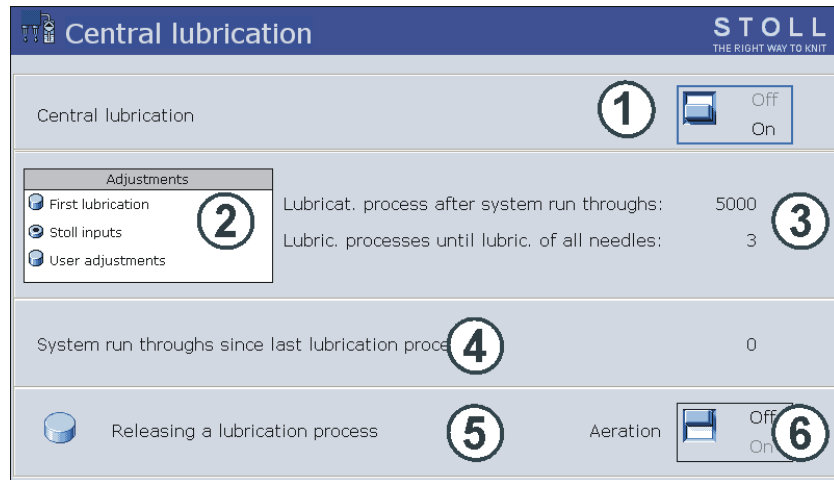 Central lubrication
STOLL
THE RIGHT WAY TO KNIT
Central lubrication
1
Off
On
Adjustments
First lubrication
Stoll inputs
User adjustments
2
Lubricat. process after system run throughs: 5000
Lubric. processes until lubric. of all needles: 3
3
System run throughs since last lubrication
4
0
Releasing a lubrication process
5
Aeration
Off
On
6